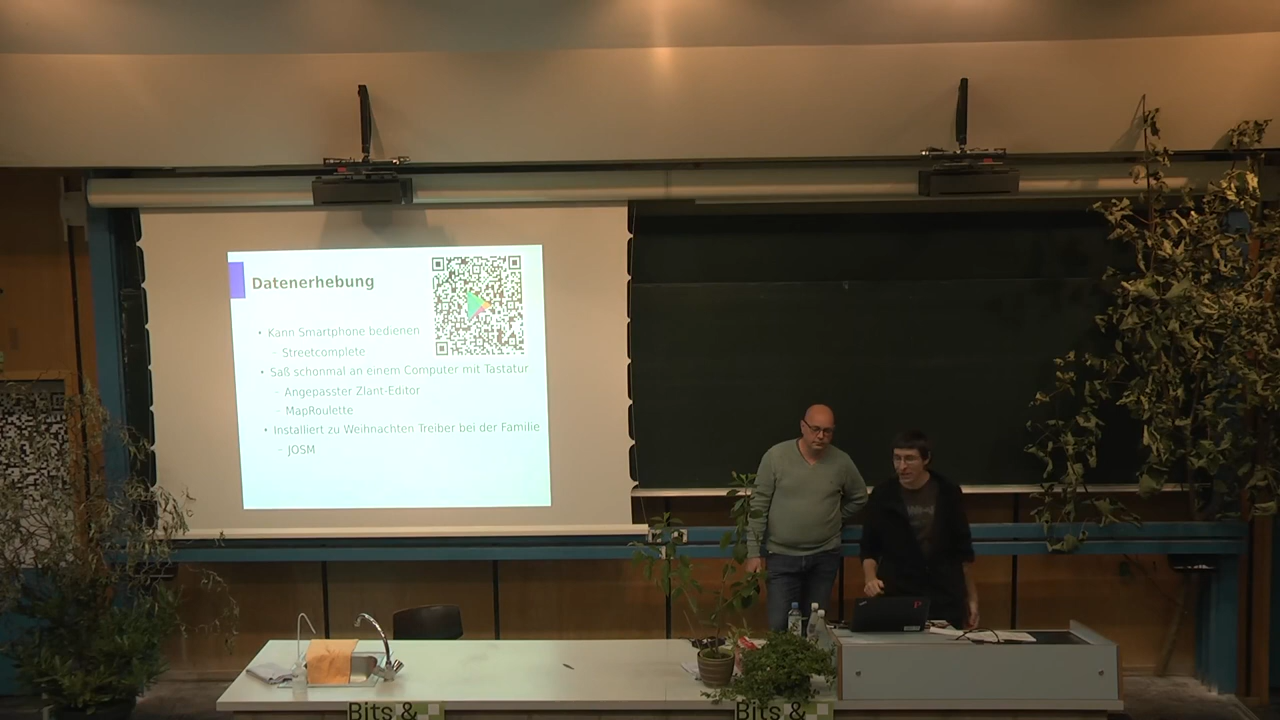 Datenerhebung
• Kann Smartphone bedienen
– Streetcomplete
• Saß schonmal an einem Computer mit Tastatur
– Angepasster Zlant-Editor
– MapRoulette
• Installiert zu Weihnachten Treiber bei der Familie
– JOSM
Bits &
Bits &